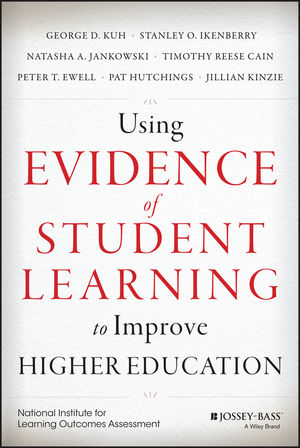 GEORGE D. KUH · STANLEY O. IKENBERRY
NATASHA A. JANKOWSKI · TIMOTHY REESE CAIN
PETER T. EWELL · PAT HUTCHINGS · JILLIAN KINZIE
Using
EVIDENCE
of
STUDENT
LEARNING
to Improve
HIGHER EDUCATION
National Institute for
Learning Outcomes Assessment
JOSSEY-BASS™
A Wiley Brand